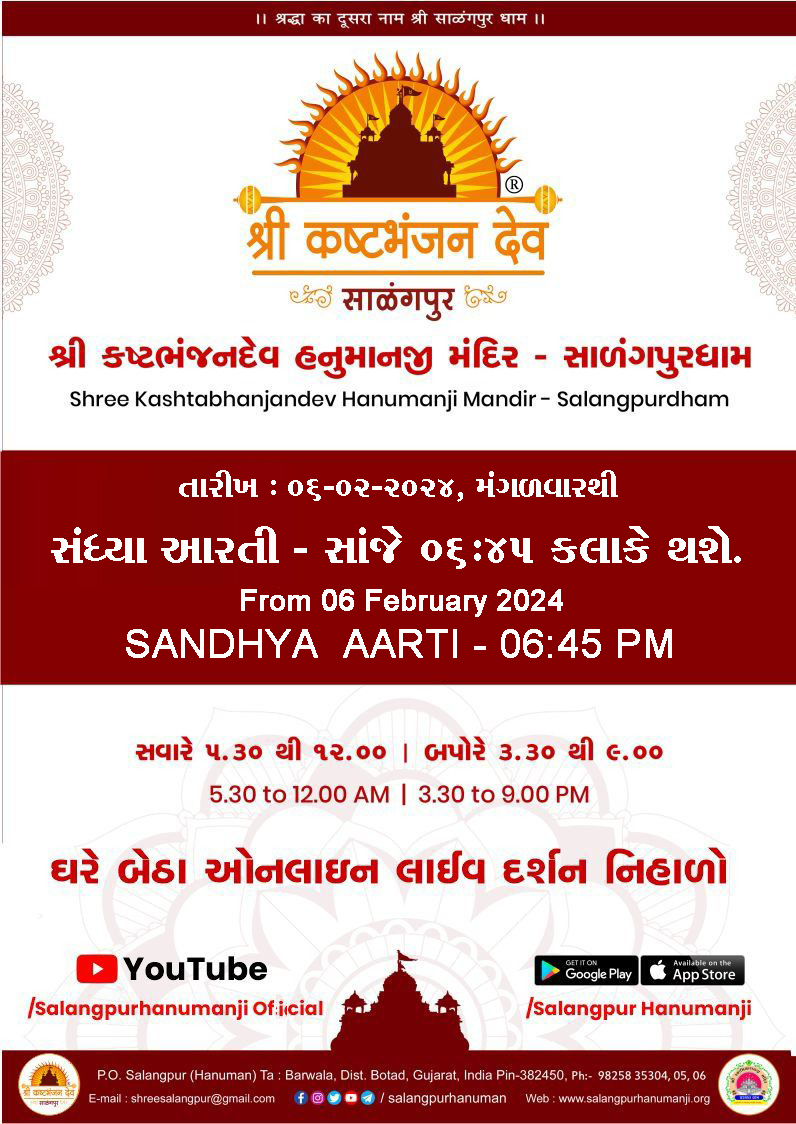 ।। श्रद्धा का दूसरा नाम श्री साळंगपुर धाम ।।
®
श्री कष्टभंजन देव
साळंगपुर
શ્રી કષ્ટભંજનદેવ હનુમાનજી મંદિર - સાળંગપુરધામ
Shree Kashtabhanjandev Hanumanji Mandir - Salangpurdham
તારીખ : ૦૬-૦૨-૨૦૨૪, મંગળવારથી
સંધ્યા આરતી - સાંજે ૦૬:૪૫ કલાકે થશે.
From 06 February 2024
SANDHYA AARTI - 06:45 PM
સવારે ૫.૩૦ થી ૧૨.૦૦ | બપોરે ૩.૩૦ થી ૯.૦૦
5.30 to 12.00 AM | 3.30 to 9.00 PM
ઘરે બેઠા ઓનલાઇન લાઈવ દર્શન નિહાળો
YouTube
/Salangpurhanumanji Official
GET IT ON Google Play
Available on the App Store
/Salangpur Hanumanji
P.O. Salangpur (Hanuman) Ta : Barwala, Dist. Botad, Gujarat, India Pin-382450, Ph:- 98258 35304, 05, 06
E-mail : shreesalangpur@gmail.com / salangpurhanuman Web : www.salangpurhanumanji.org
श्री कष्टभंजन देव
साळंगपुर